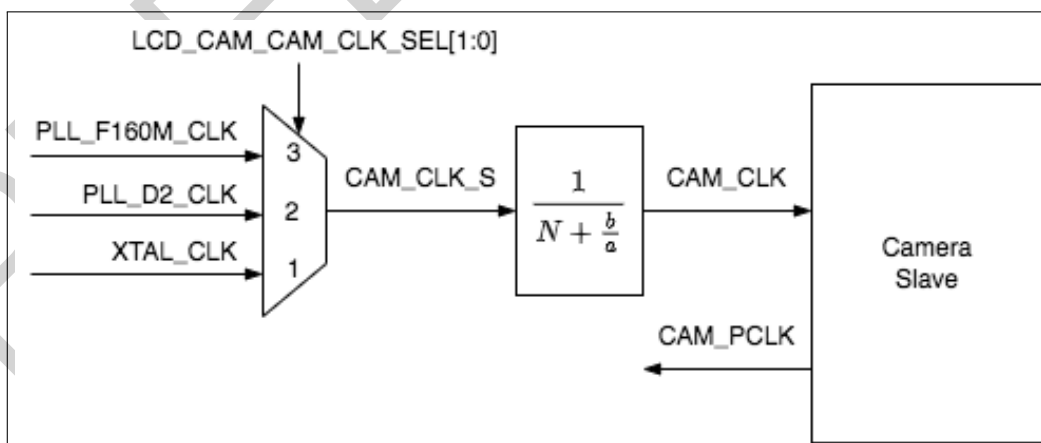 LCD_CAM_CAM_CLK_SEL[1:0]
PLL_F160M_CLK
3
CAM_CLK_S
1
N + b/a
CAM_CLK
PLL_D2_CLK
2
XTAL_CLK
1
Camera
Slave
CAM_PCLK